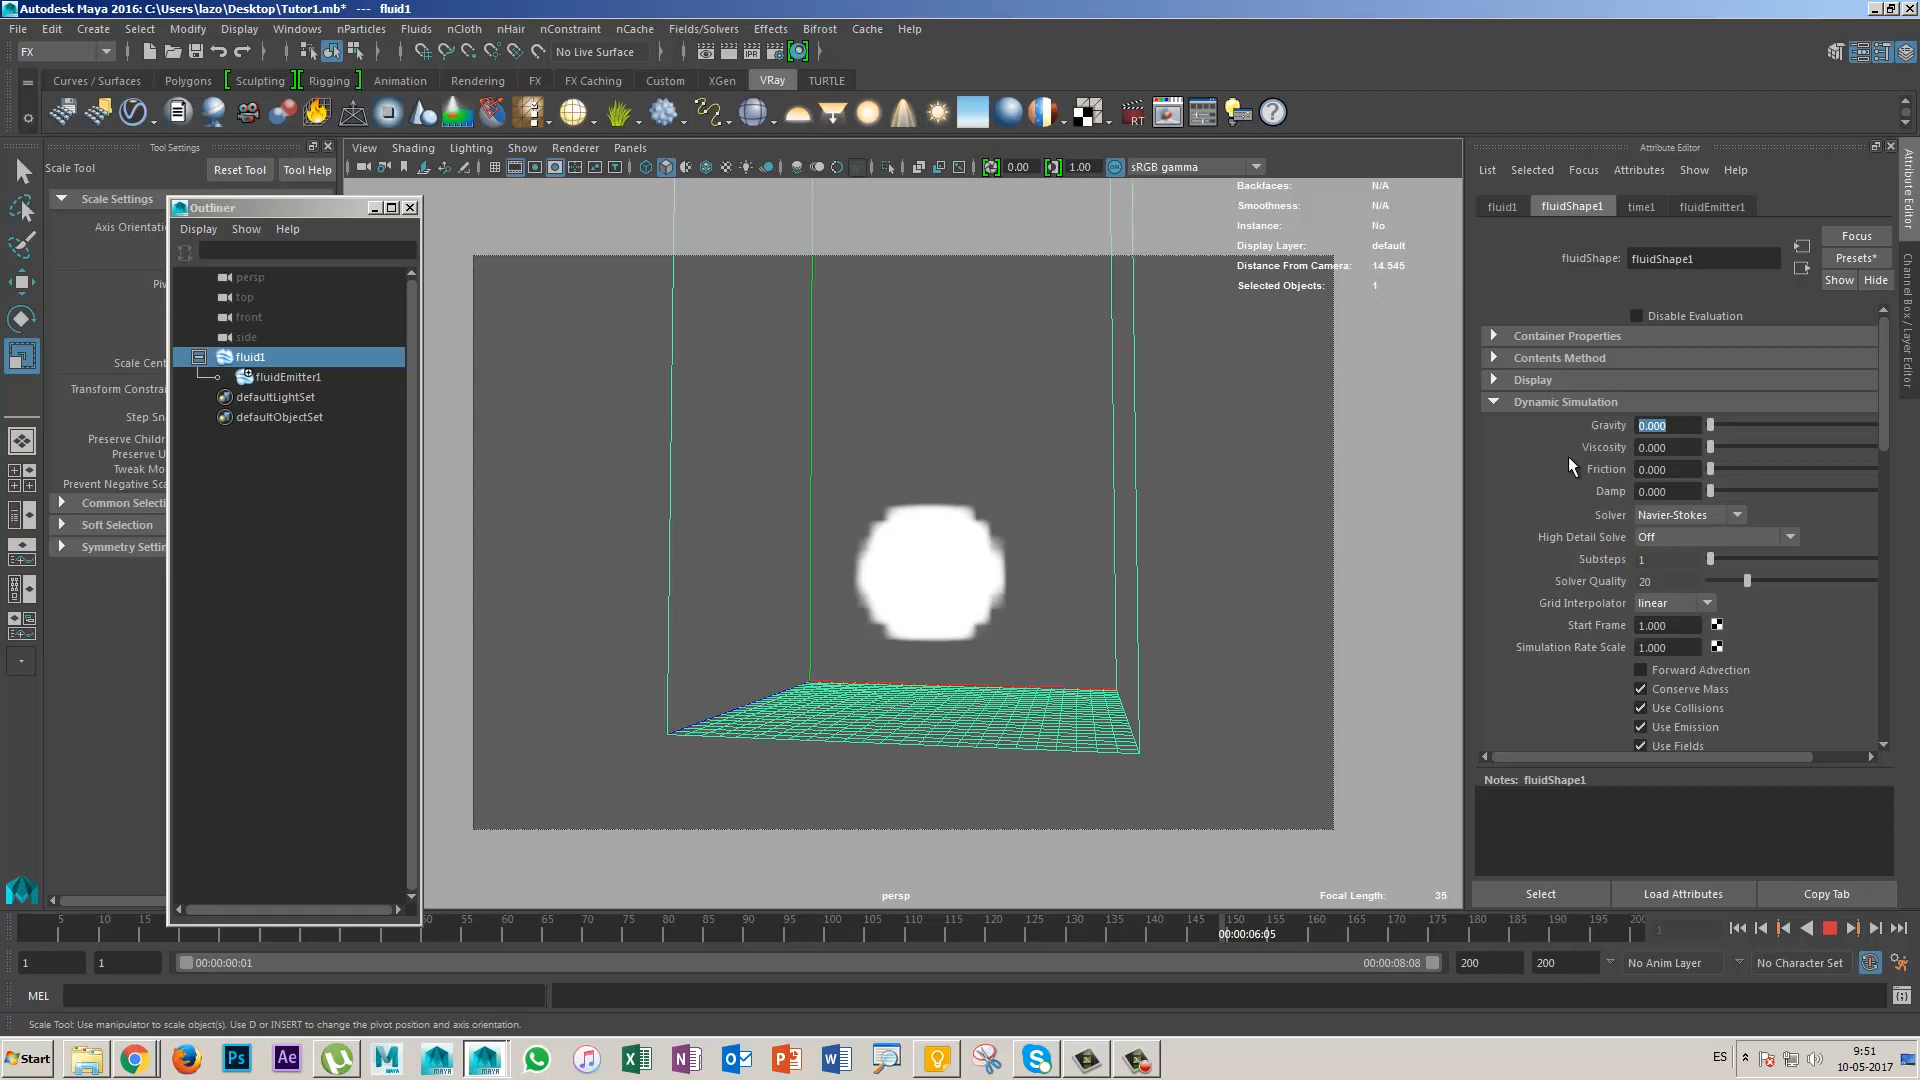 Autodesk Maya 2016: C:\Users\lazo\Desktop\Tutor1.mb* --- fluid1
File Edit Create Select Modify Display Windows nParticles Fluids nCloth nHair nConstraint nCache Fields/Solvers Effects Bifrost Cache Help
FX No Live Surface
Curves / Surfaces Polygons Sculpting Rigging Animation Rendering FX FX Caching Custom XGen VRay TURTLE
Tool Settings
Scale Tool Reset Tool Tool Help
Scale Settings
Axis Orientatio
Piv
Scale Cent
Transform Constrai
Step Sna
Preserve Childre
Preserve U
Tweak Mo
Prevent Negative Sca
Common Selecti
Soft Selection
Symmetry Settin
Outliner
Display Show Help
persp
top
front
side
fluid1
fluidEmitter1
defaultLightSet
defaultObjectSet
View Shading Lighting Show Renderer Panels
0.00 1.00 sRGB gamma
Backfaces: N/A
Smoothness: N/A
Instance: No
Display Layer: default
Distance From Camera: 14.545
Selected Objects: 1
persp
Focal Length: 35
Attribute Editor
List Selected Focus Attributes Show Help
fluid1 fluidShape1 time1 fluidEmitter1
Focus
fluidShape: fluidShape1 Presets*
Show Hide
Disable Evaluation
Container Properties
Contents Method
Display
Dynamic Simulation
Gravity 0.000
Viscosity 0.000
Friction 0.000
Damp 0.000
Solver Navier-Stokes
High Detail Solve Off
Substeps 1
Solver Quality 20
Grid Interpolator linear
Start Frame 1.000
Simulation Rate Scale 1.000
Forward Advection
Conserve Mass
Use Collisions
Use Emission
Use Fields
Notes: fluidShape1
Select Load Attributes Copy Tab
Attribute Editor
Channel Box / Layer Editor
5 10 15 50 55 60 65 70 75 80 85 90 95 100 105 110 115 120 125 130 135 140 145 150 155 160 165 170 175 180 185 190 195 200
00:00:06:05
1
1 1 00:00:00:01 00:00:08:08 200 200 No Anim Layer No Character Set
MEL
Scale Tool: Use manipulator to scale object(s). Use D or INSERT to change the pivot position and axis orientation.
Start ES 9:51
10-05-2017